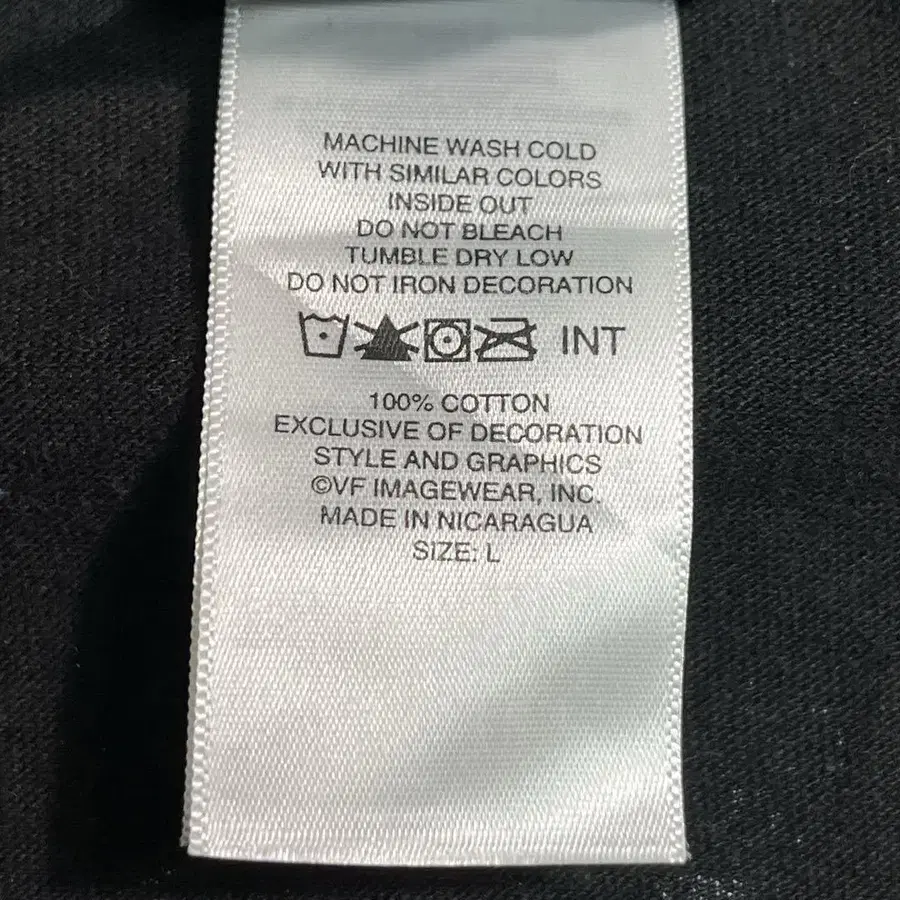 MACHINE WASH COLD
WITH SIMILAR COLORS
INSIDE OUT
DO NOT BLEACH
TUMBLE DRY LOW
DO NOT IRON DECORATION
INT
100% COTTON
EXCLUSIVE OF DECORATION
STYLE AND GRAPHICS
©VF IMAGEWEAR, INC.
MADE IN NICARAGUA
SIZE: L